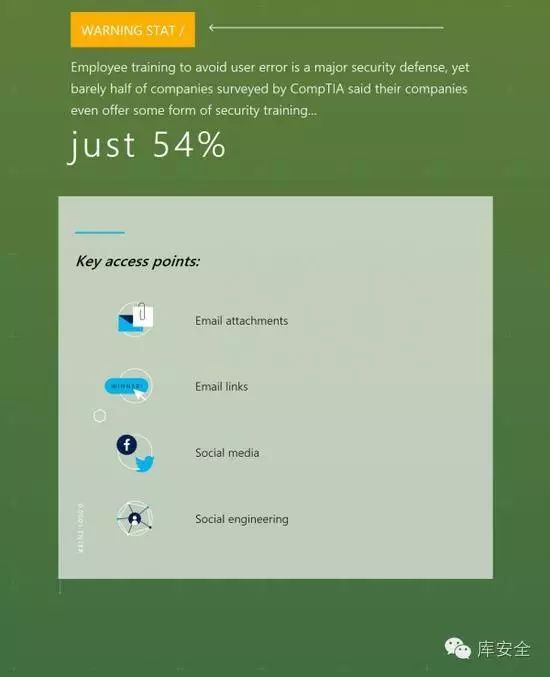 WARNING STAT /
Employee training to avoid user error is a major security defense, yet
barely half of companies surveyed by CompTIA said their companies
even offer some form of security training...
just 54%
Key access points:
Email attachments
WINNER!
Email links
Social media
Social engineering
库安全